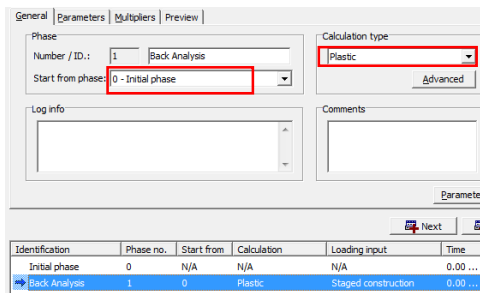 General Parameters Multipliers Preview
Phase
Number / ID.: 1 Back Analysis
Start from phase: 0 - Initial phase
Calculation type
Plastic
Advanced
Log info
Comments
Paramete
Next
Identification Phase no. Start from Calculation Loading input Time
Initial phase 0 N/A N/A N/A 0.00 ...
Back Analysis 1 0 Plastic Staged construction 0.00 ...